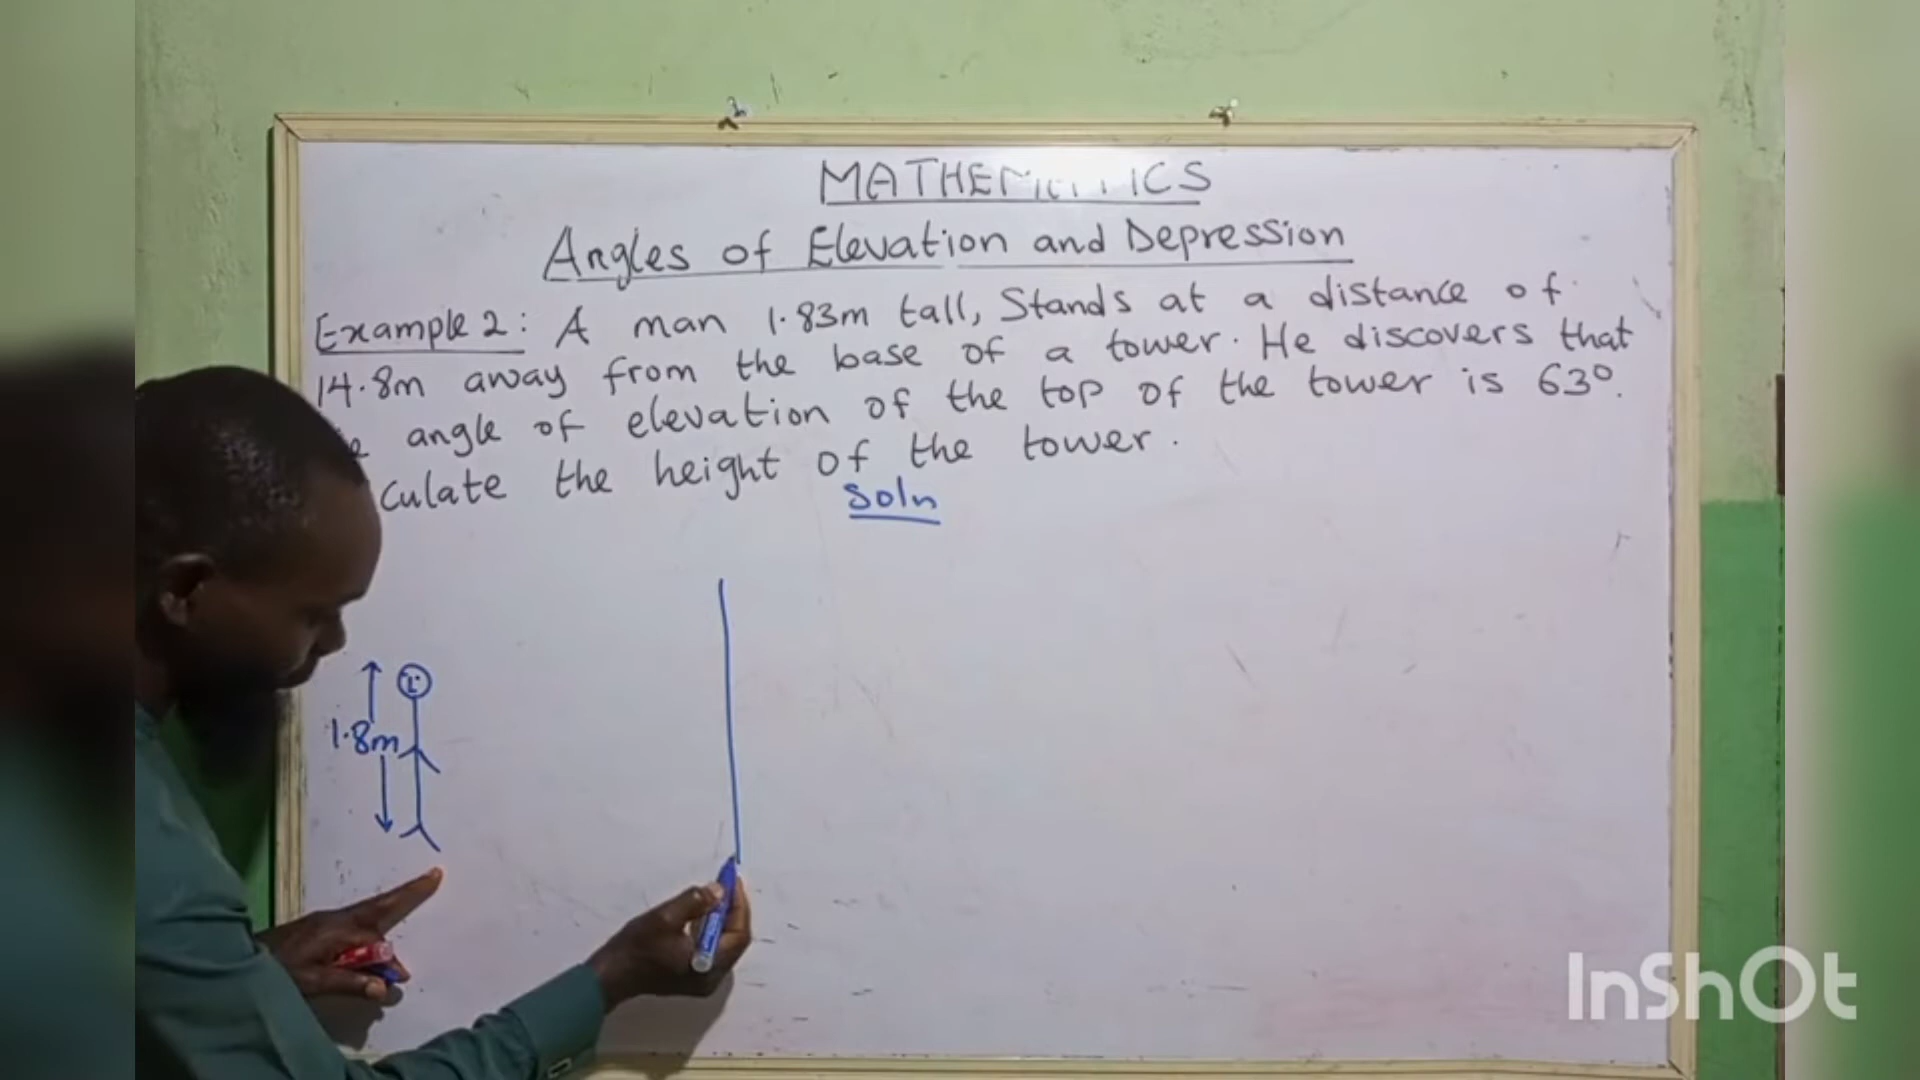 MATHEMATICS
Angles of Elevation and Depression
Example 2: A man 1.83m tall, Stands at a distance of
14.8m away from the base of a tower. He discovers that
angle of elevation of the top of the tower is 63°.
culate the height of the tower.
Soln
1.8m
InShOt